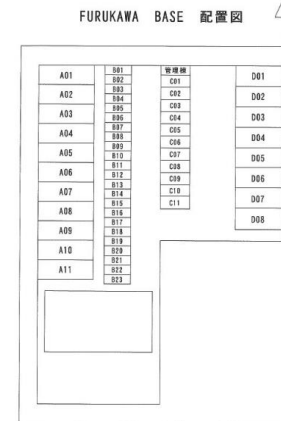 FURUKAWA BASE 配置図
A01
A02
A03
A04
A05
A06
A07
A08
A09
A10
A11
B01
B02
B03
B04
B05
B06
B07
B08
B09
B10
B11
B12
B13
B14
B15
B16
B17
B18
B19
B20
B21
B22
B23
管理棟
C01
C02
C03
C04
C05
C06
C07
C08
C09
C10
C11
D01
D02
D03
D04
D05
D06
D07
D08